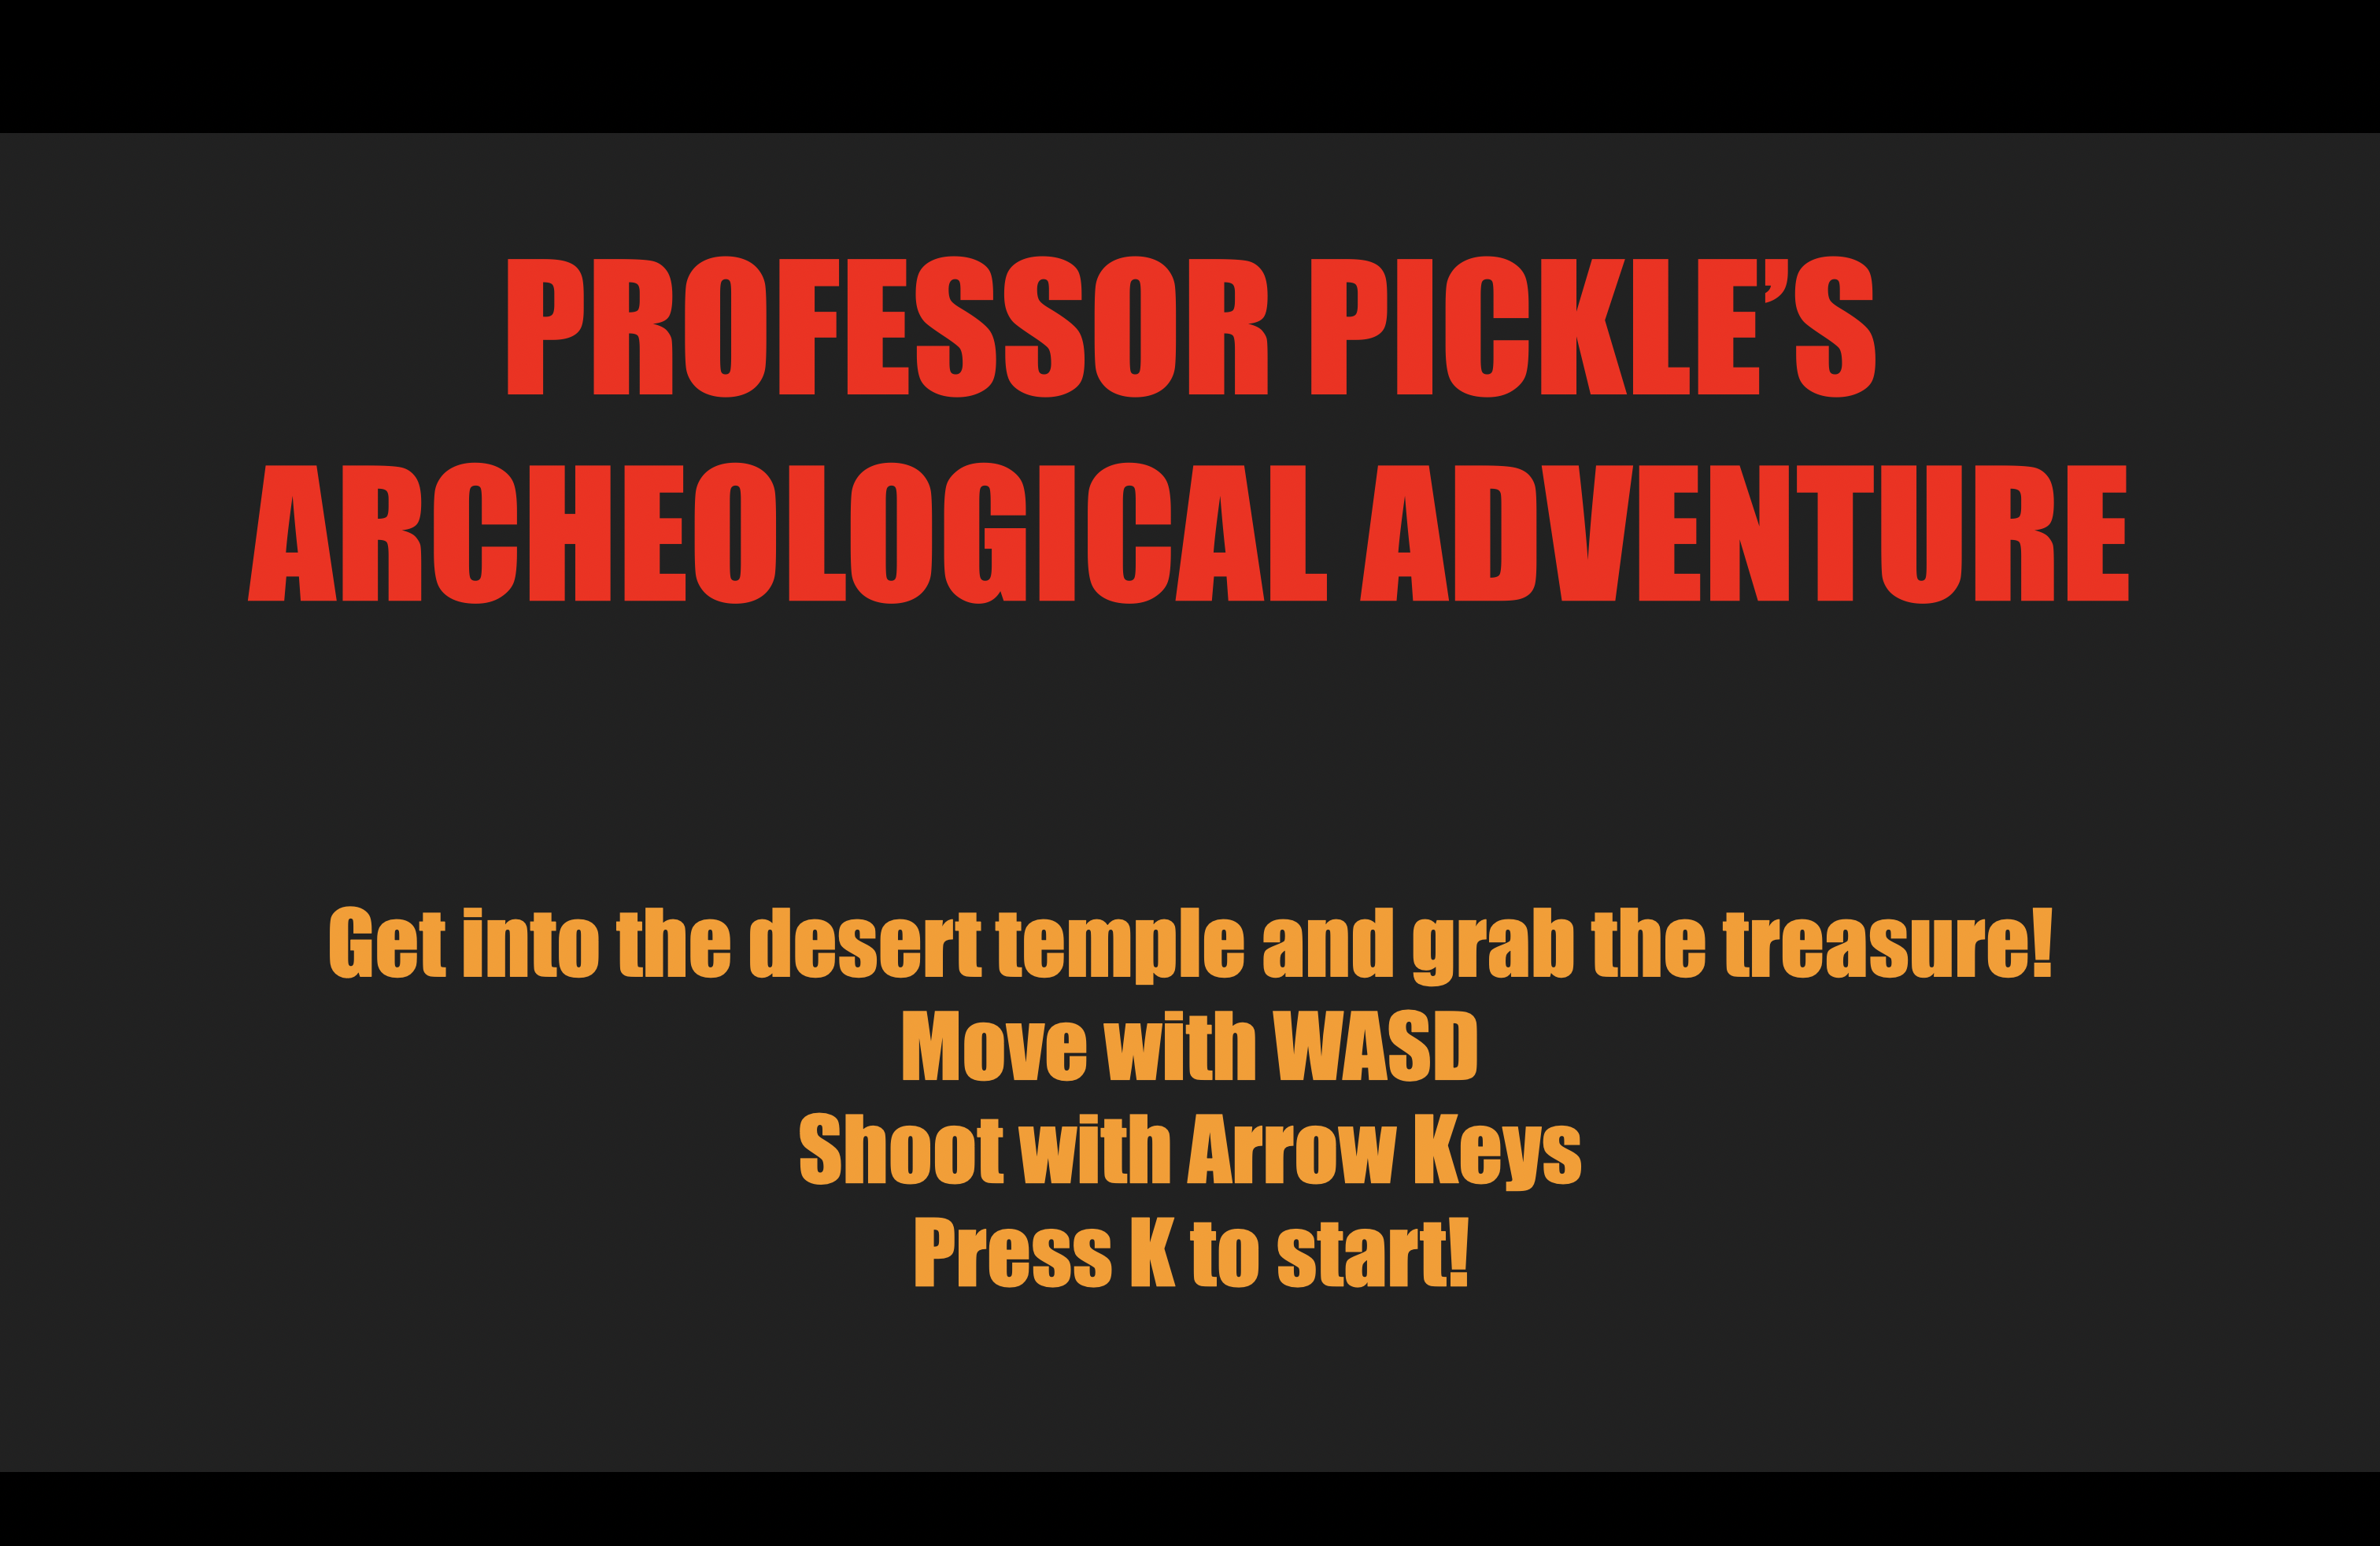 PROFESSOR PICKLE’S
ARCHEOLOGICAL ADVENTURE
Get into the desert temple and grab the treasure!
Move with WASD
Shoot with Arrow Keys
Press K to start!